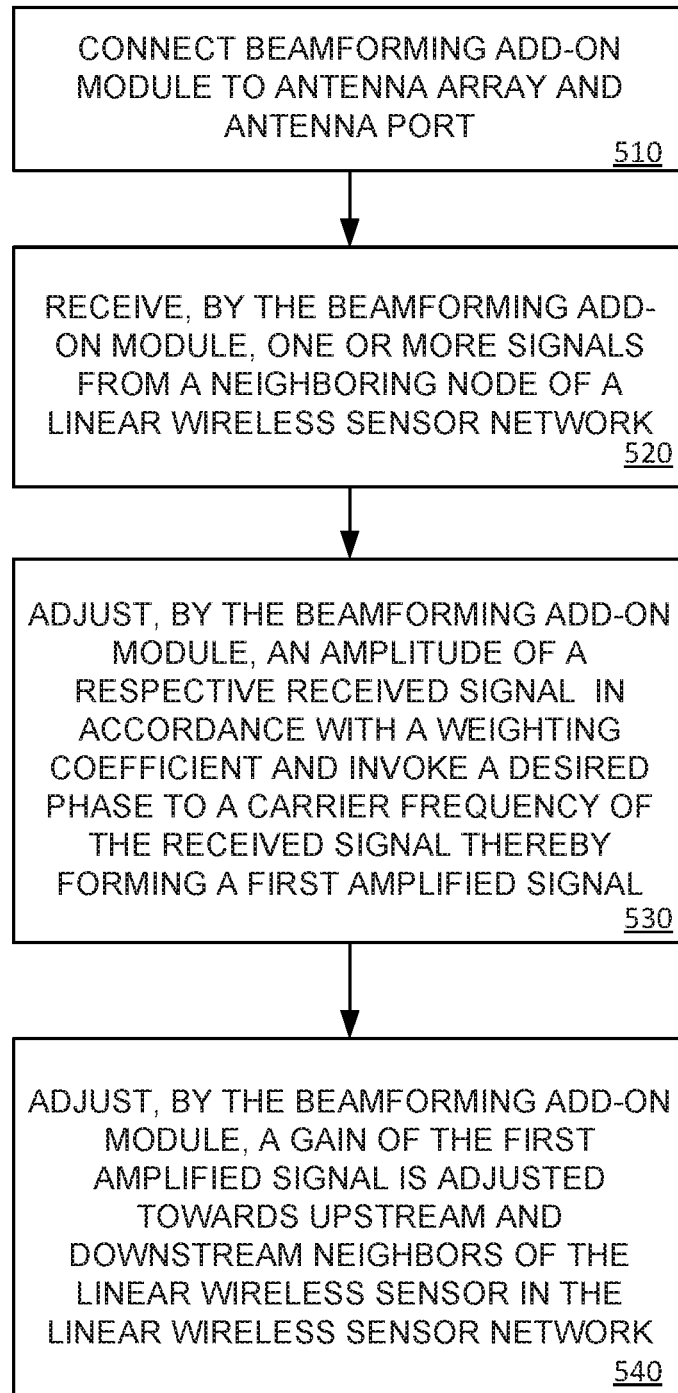 CONNECT BEAMFORMING ADD-ON
MODULE TO ANTENNA ARRAY AND
ANTENNA PORT
510
RECEIVE, BY THE BEAMFORMING ADD-
ON MODULE, ONE OR MORE SIGNALS
FROM A NEIGHBORING NODE OF A
LINEAR WIRELESS SENSOR NETWORK
520
ADJUST, BY THE BEAMFORMING ADD-ON
MODULE, AN AMPLITUDE OF A
RESPECTIVE RECEIVED SIGNAL IN
ACCORDANCE WITH A WEIGHTING
COEFFICIENT AND INVOKE A DESIRED
PHASE TO A CARRIER FREQUENCY OF
THE RECEIVED SIGNAL THEREBY
FORMING A FIRST AMPLIFIED SIGNAL
530
ADJUST, BY THE BEAMFORMING ADD-ON
MODULE, A GAIN OF THE FIRST
AMPLIFIED SIGNAL IS ADJUSTED
TOWARDS UPSTREAM AND
DOWNSTREAM NEIGHBORS OF THE
LINEAR WIRELESS SENSOR IN THE
LINEAR WIRELESS SENSOR NETWORK
540